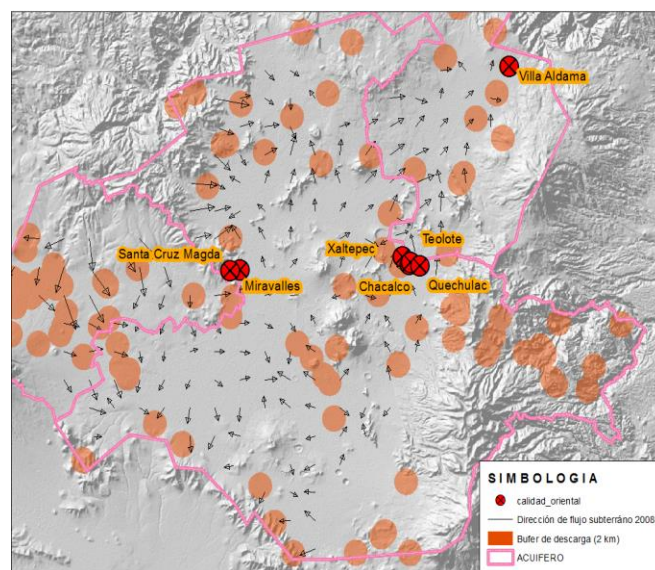 Villa Aldama
Xaltepec
Teolote
Santa Cruz Magda
Miravalles
Chacalco
Quechulac
SIMBOLOGIA
calidad_oriental
Dirección de flujo subterráno 2008
Bufer de descarga (2 km)
ACUIFERO